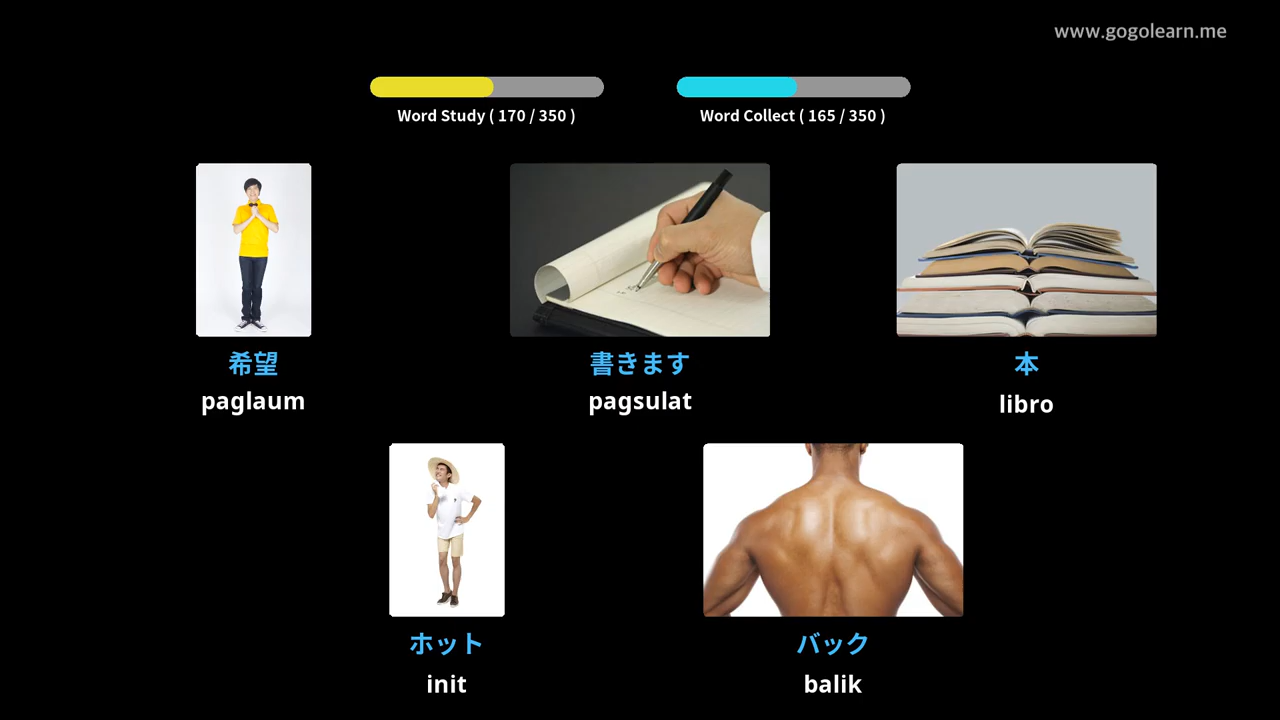 www.gogolearn.me
Word Study ( 170 / 350 )
Word Collect ( 165 / 350 )
希望
書きます
本
paglaum
pagsulat
libro
ホット
バック
init
balik